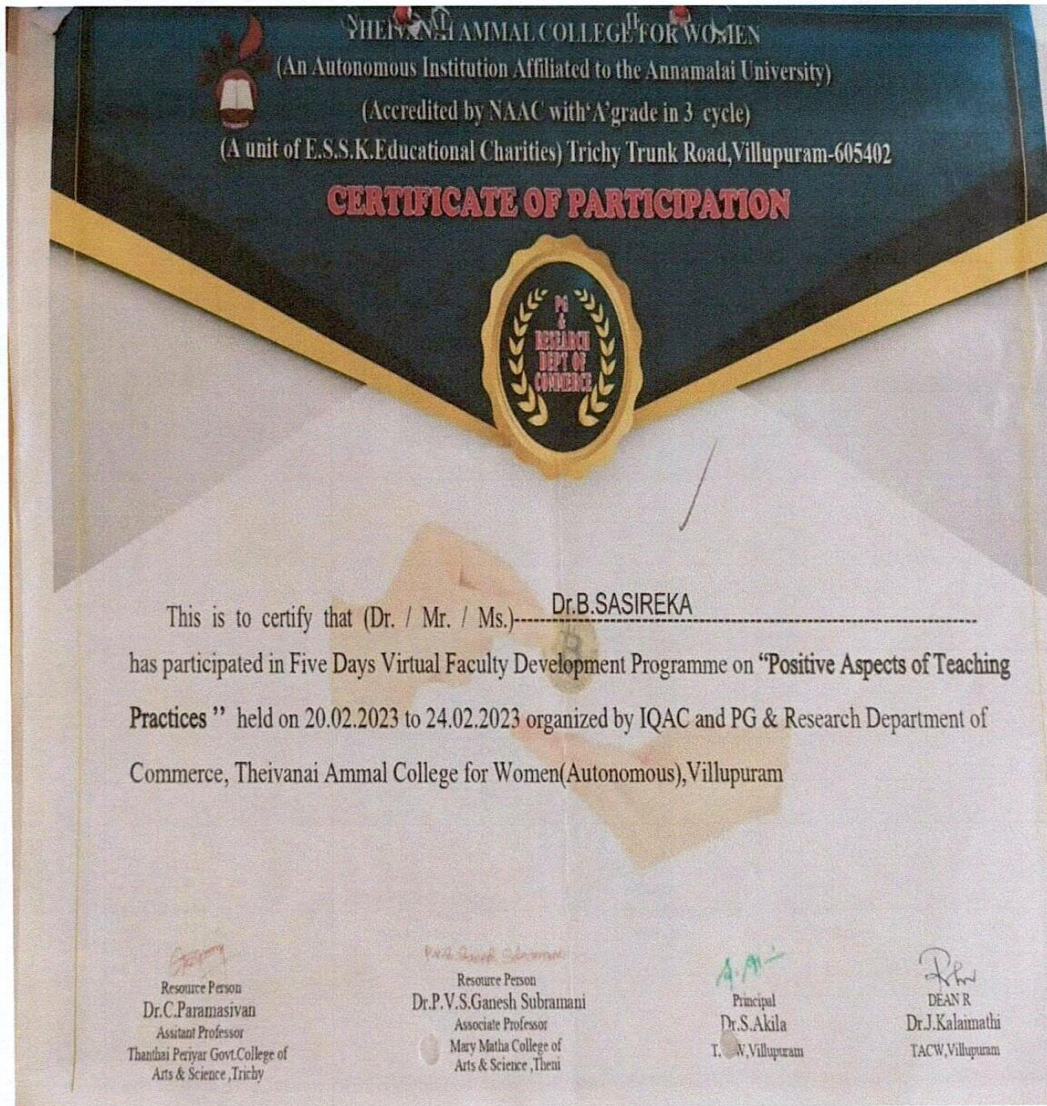 THEIVANAI AMMAL COLLEGE FOR WOMEN
(An Autonomous Institution Affiliated to the Annamalai University)
(Accredited by NAAC with‘A’grade in 3 cycle)
(A unit of E.S.S.K.Educational Charities) Trichy Trunk Road,Villupuram-605402
CERTIFICATE OF PARTICIPATION
PG
&
RESEARCH
DEPT OF
COMMERCE
This is to certify that (Dr. / Mr. / Ms.)---Dr.B.SASIREKA---
has participated in Five Days Virtual Faculty Development Programme on “Positive Aspects of Teaching
Practices ” held on 20.02.2023 to 24.02.2023 organized by IQAC and PG & Research Department of
Commerce, Theivanai Ammal College for Women(Autonomous),Villupuram
Resource Person
Dr.C.Paramasivan
Assitant Professor
Thanthai Periyar Govt.College of
Arts & Science ,Trichy
Resource Person
Dr.P.V.S.Ganesh Subramani
Associate Professor
Mary Matha College of
Arts & Science ,Theni
Principal
Dr.S.Akila
Villupuram
DEAN R
Dr.J.Kalaimathi
TACW,Villupuram